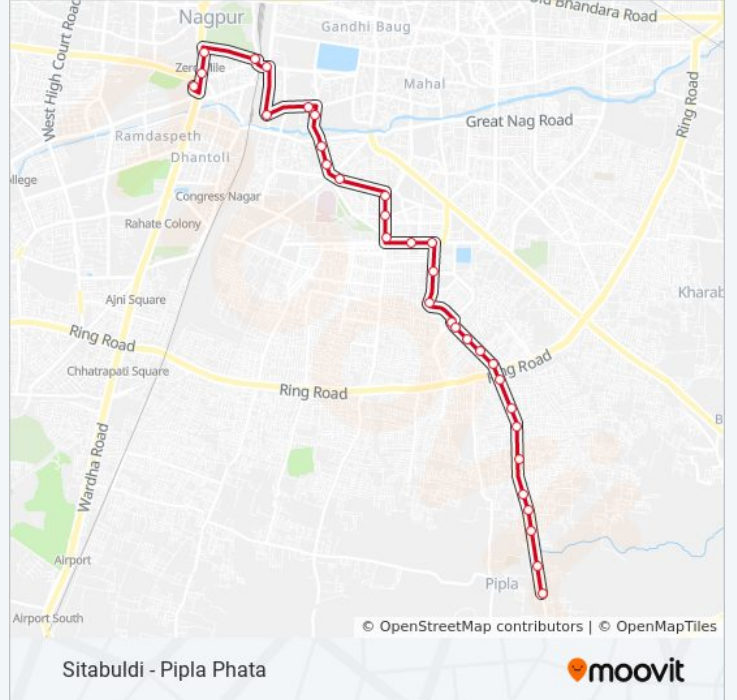 Nagpur
Old Bhandara Road
Gandhi Baug
West High Court Road
Zero Mile
Mahal
Ring Road
Great Nag Road
Ramdaspeth
Dhantoli
llege
Congress Nagar
Rahate Colony
Ajni Square
Kharab
Ring Road
Ring Road
Chhatrapati Square
Ring Road
B
Wardha Road
Airport
Pipla
Airport South
© OpenStreetMap contributors | © OpenMapTiles
Sitabuldi - Pipla Phata
moovit